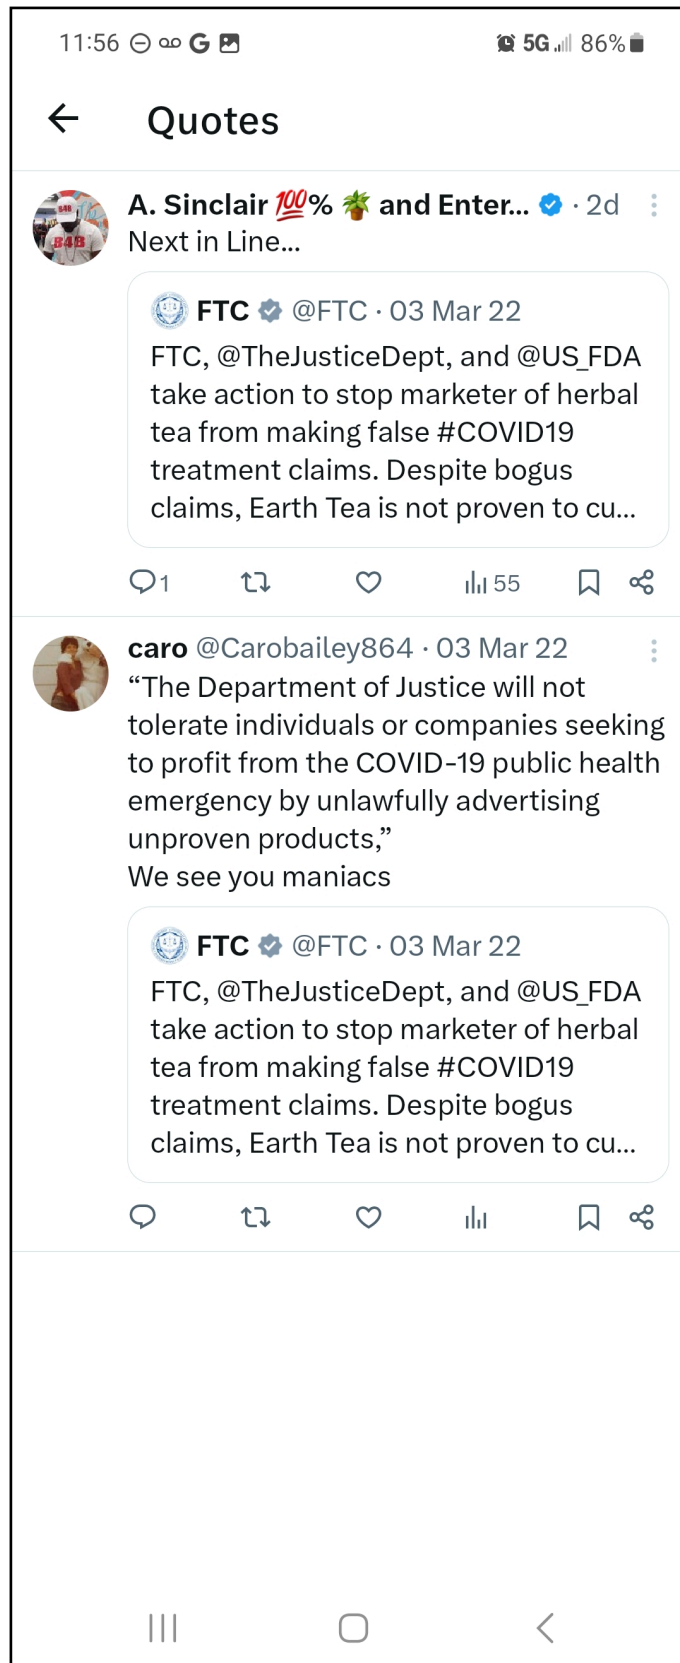 11:56
5G 86%
Quotes
A. Sinclair 💯% 🪴 and Enter... · 2d
Next in Line...
FTC @FTC · 03 Mar 22
FTC, @TheJusticeDept, and @US_FDA
take action to stop marketer of herbal
tea from making false #COVID19
treatment claims. Despite bogus
claims, Earth Tea is not proven to cu...
1 55
caro @Carobailey864 · 03 Mar 22
“The Department of Justice will not
tolerate individuals or companies seeking
to profit from the COVID-19 public health
emergency by unlawfully advertising
unproven products,”
We see you maniacs
FTC @FTC · 03 Mar 22
FTC, @TheJusticeDept, and @US_FDA
take action to stop marketer of herbal
tea from making false #COVID19
treatment claims. Despite bogus
claims, Earth Tea is not proven to cu...